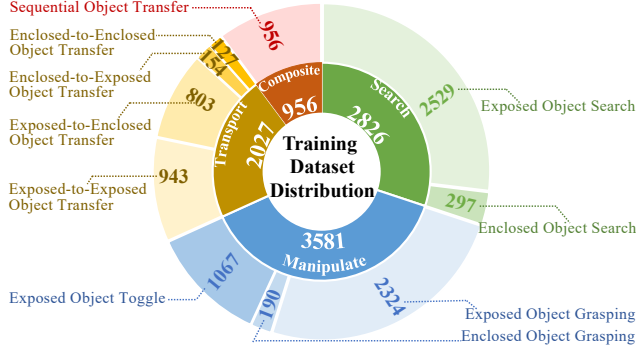 Sequential Object Transfer
956
Enclosed-to-Enclosed
Object Transfer
127
Enclosed-to-Exposed
Object Transfer
154
Exposed-to-Enclosed
Object Transfer
803
Exposed-to-Exposed
Object Transfer
943
Composite
956
Transport
2027
Search
2826
2529
Exposed Object Search
297
Enclosed Object Search
Training
Dataset
Distribution
3581
Manipulate
1067
Exposed Object Toggle
190
2324
Exposed Object Grasping
Enclosed Object Grasping